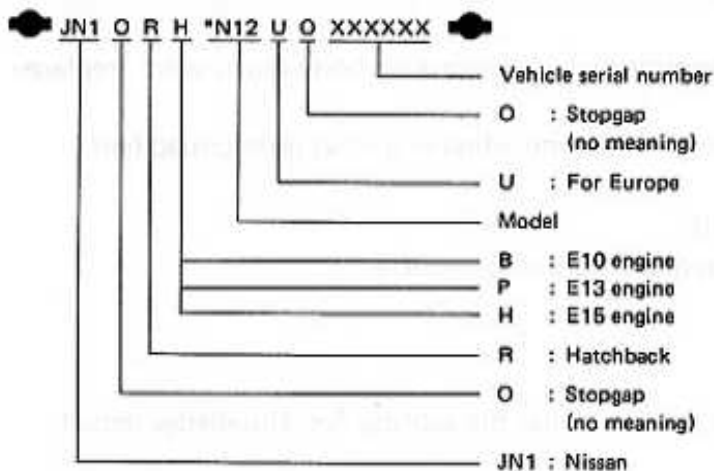 JN1 O R H *N12 U O XXXXXX
Vehicle serial number
O : Stopgap
(no meaning)
U : For Europe
Model
B : E10 engine
P : E13 engine
H : E15 engine
R : Hatchback
O : Stopgap
(no meaning)
JN1 : Nissan